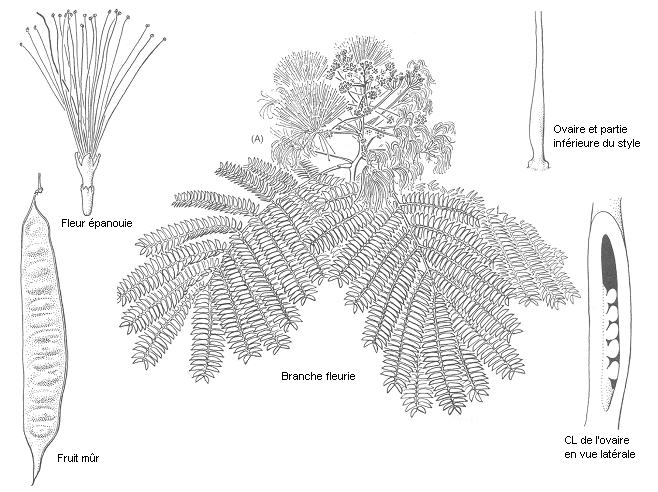 (A)
Ovaire et partie
inférieure du style
Fleur épanouie
Branche fleurie
Fruit mûr
CL de l'ovaire
en vue latérale